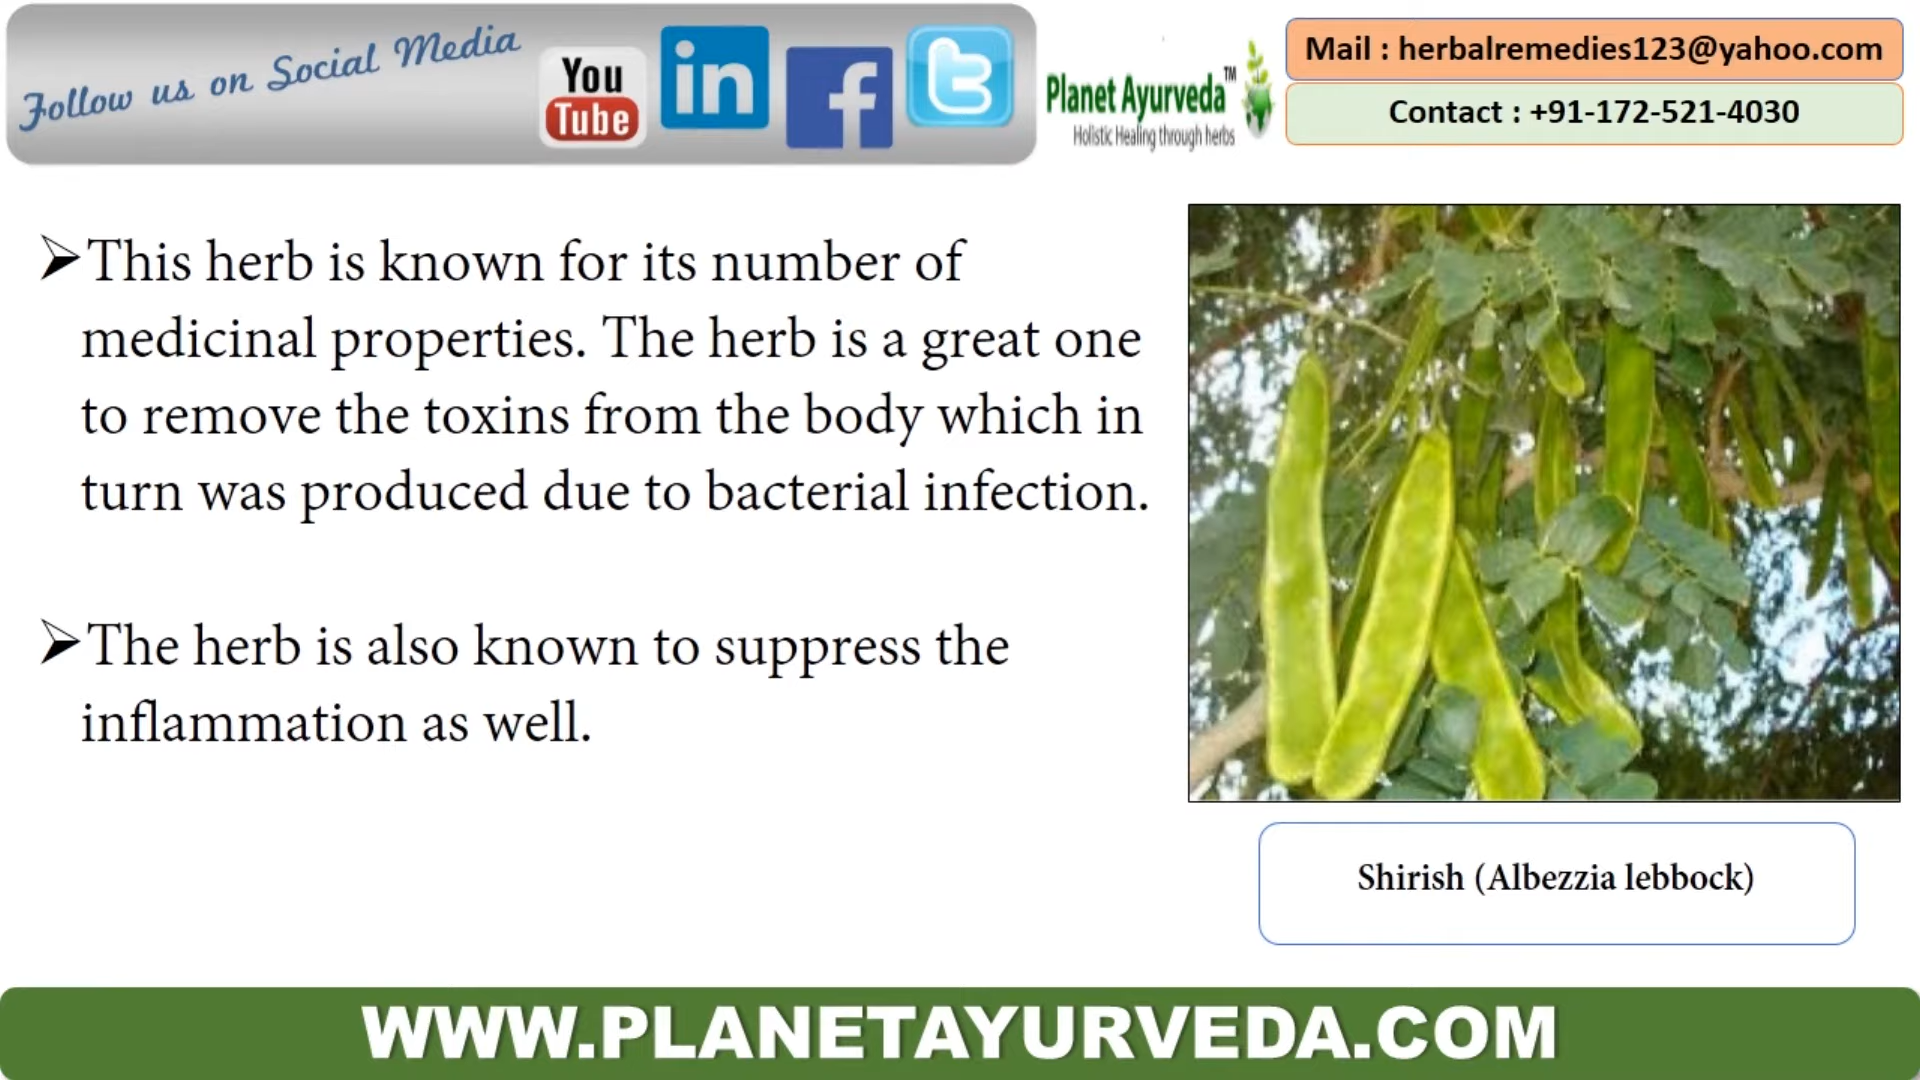 Follow us on Social Media
You
Tube
in
f
t
Planet Ayurveda™
Holistic Healing through herbs
Mail : herbalremedies123@yahoo.com
Contact : +91-172-521-4030
➢This herb is known for its number of
medicinal properties. The herb is a great one
to remove the toxins from the body which in
turn was produced due to bacterial infection.
➢The herb is also known to suppress the
inflammation as well.
Shirish (Albezzia lebbock)
WWW.PLANETAYURVEDA.COM